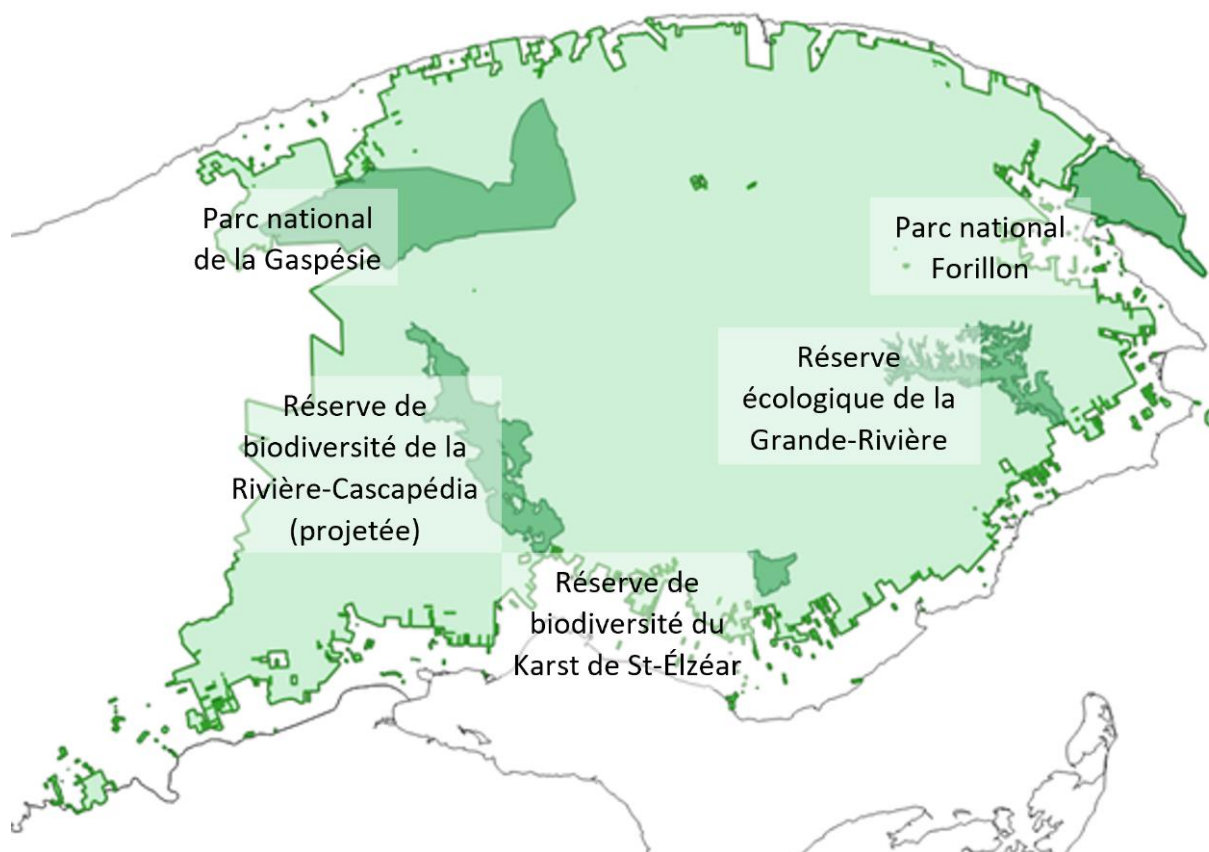 Parc national
de la Gaspésie
Parc national
Forillon
Réserve
écologique de la
Grande-Rivière
Réserve de
biodiversité de la
Rivière-Cascapédia
(projetée)
Réserve de
biodiversité du
Karst de St-Élzéar